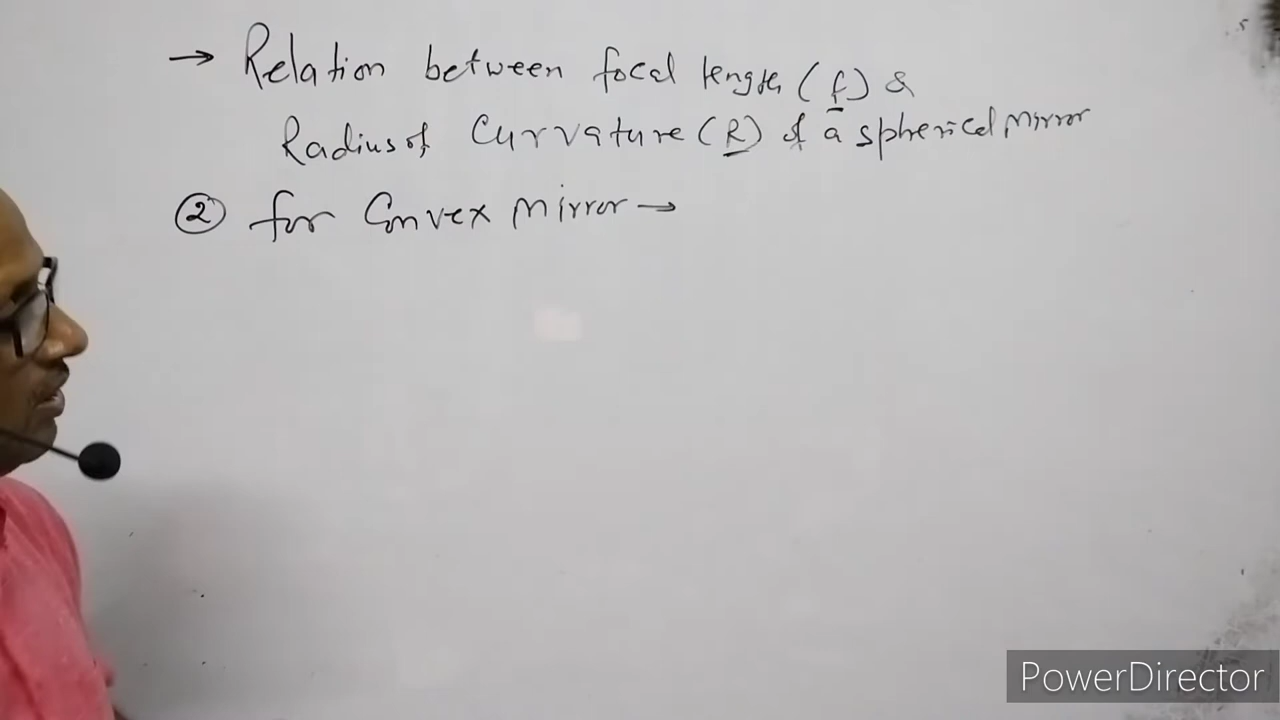 → Relation between focal length (f) &
Radius of Curvature (R) of a spherical mirror
② for Convex mirror →
PowerDirector